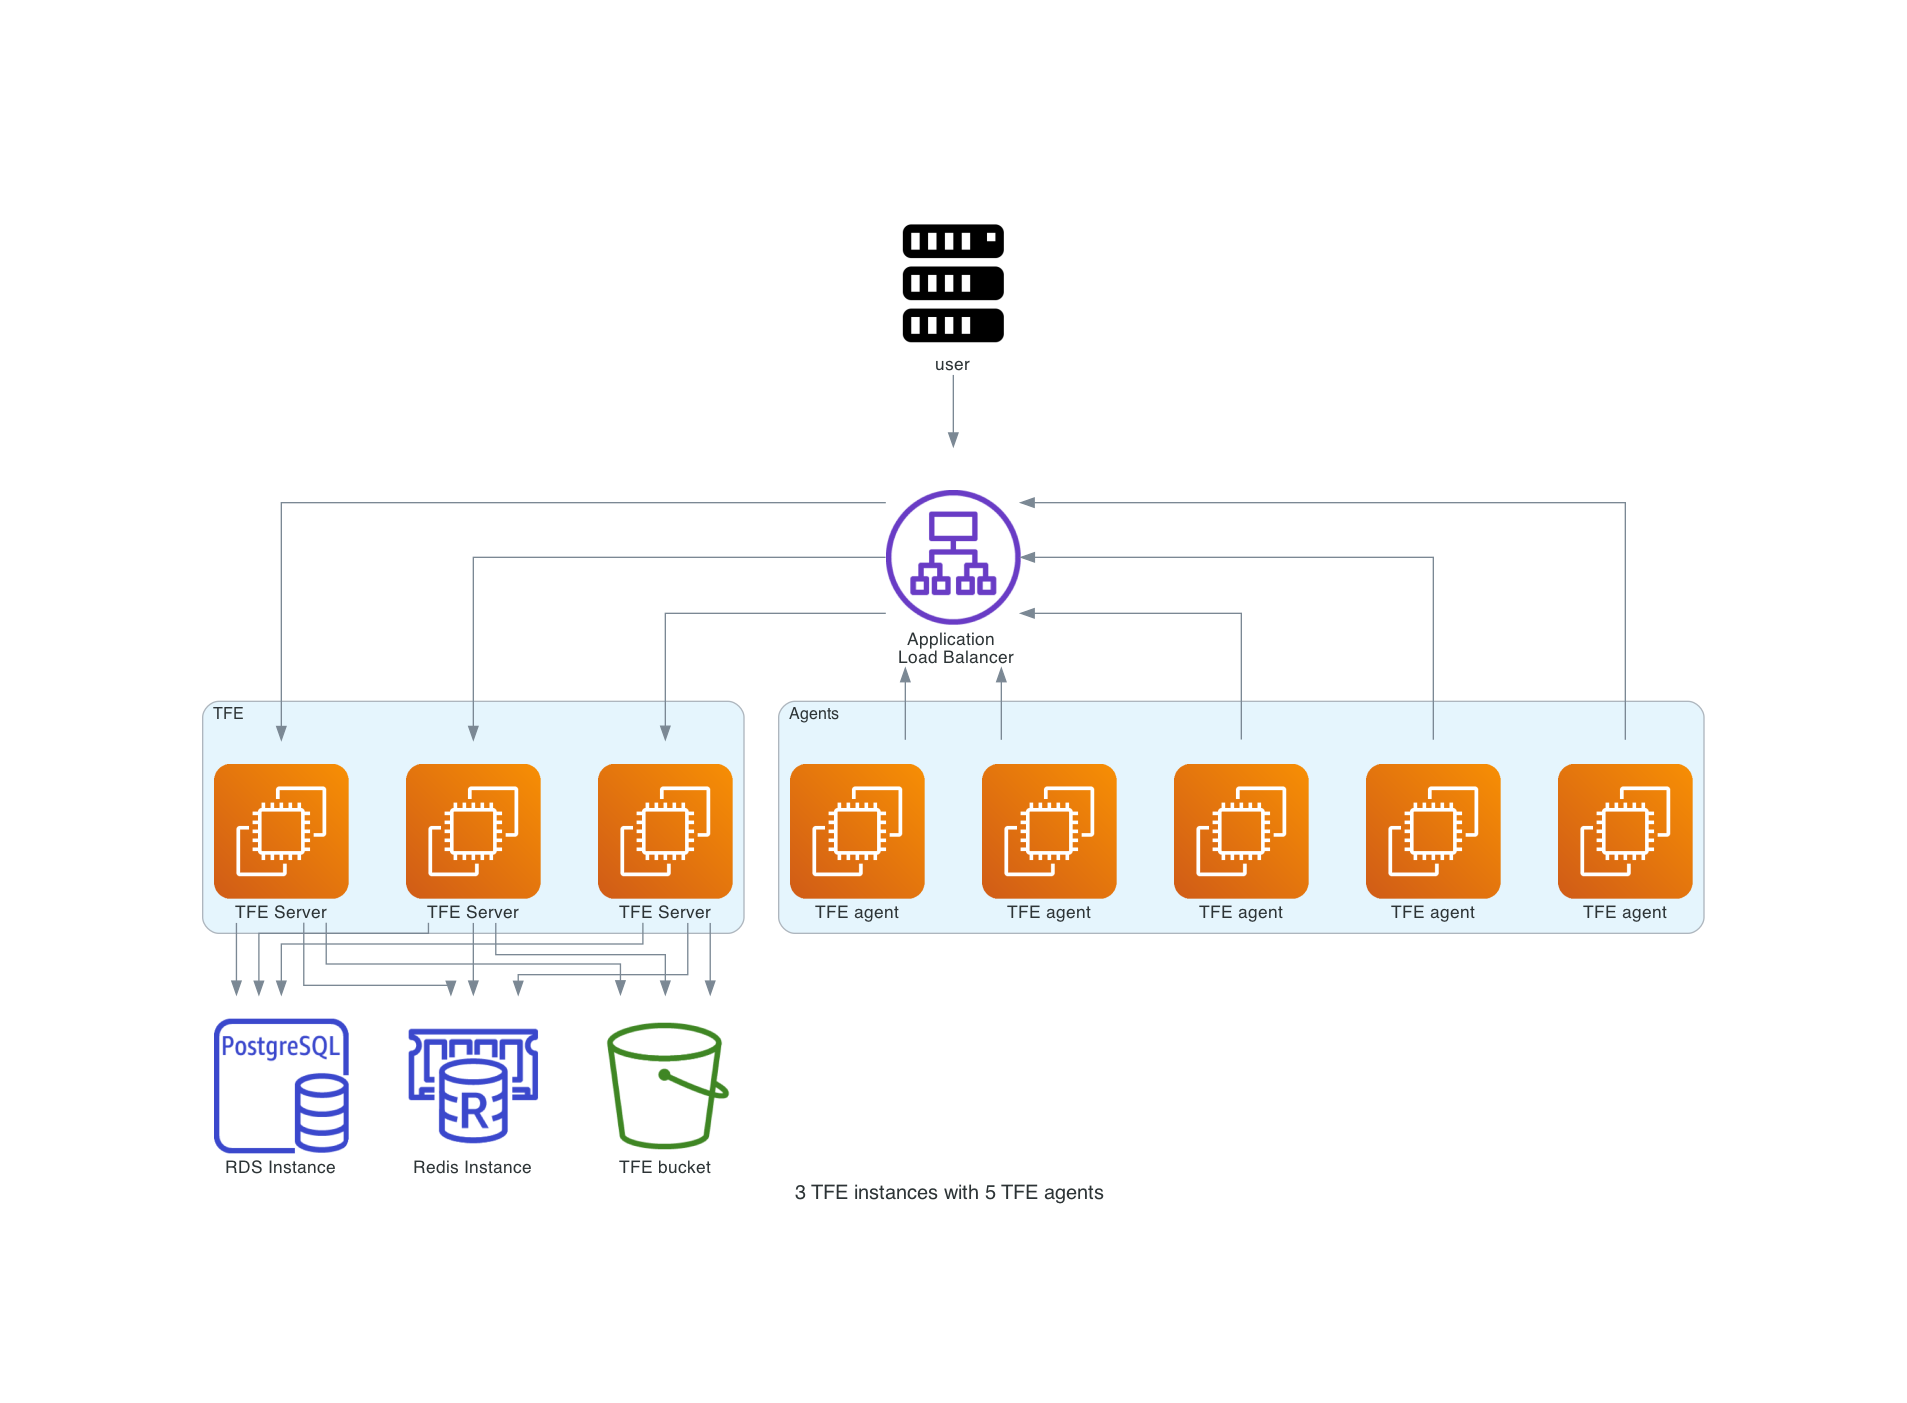 user
Application
Load Balancer
TFE
Agents
TFE Server
TFE Server
TFE Server
TFE agent
TFE agent
TFE agent
TFE agent
TFE agent
PostgreSQL
R
RDS Instance
Redis Instance
TFE bucket
3 TFE instances with 5 TFE agents